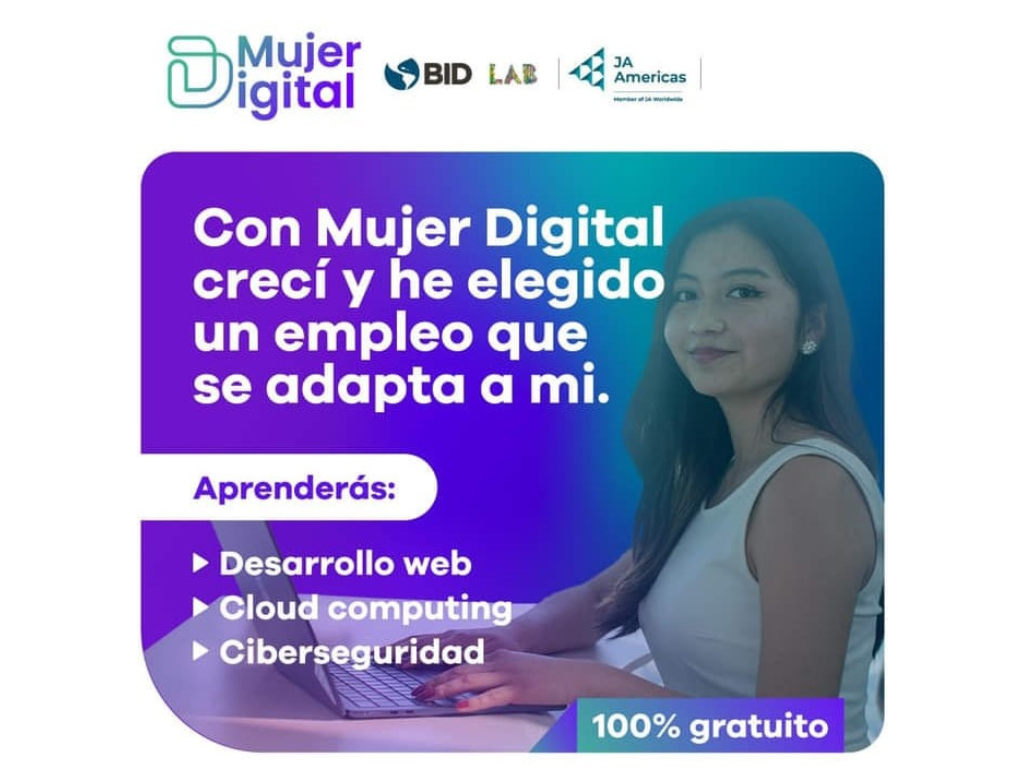 Mujer
Digital
BID LAB
JA
Americas
Member of JA Worldwide
Con Mujer Digital
crecí y he elegido
un empleo que
se adapta a mi.
Aprenderás:
Desarrollo web
Cloud computing
Ciberseguridad
100% gratuito